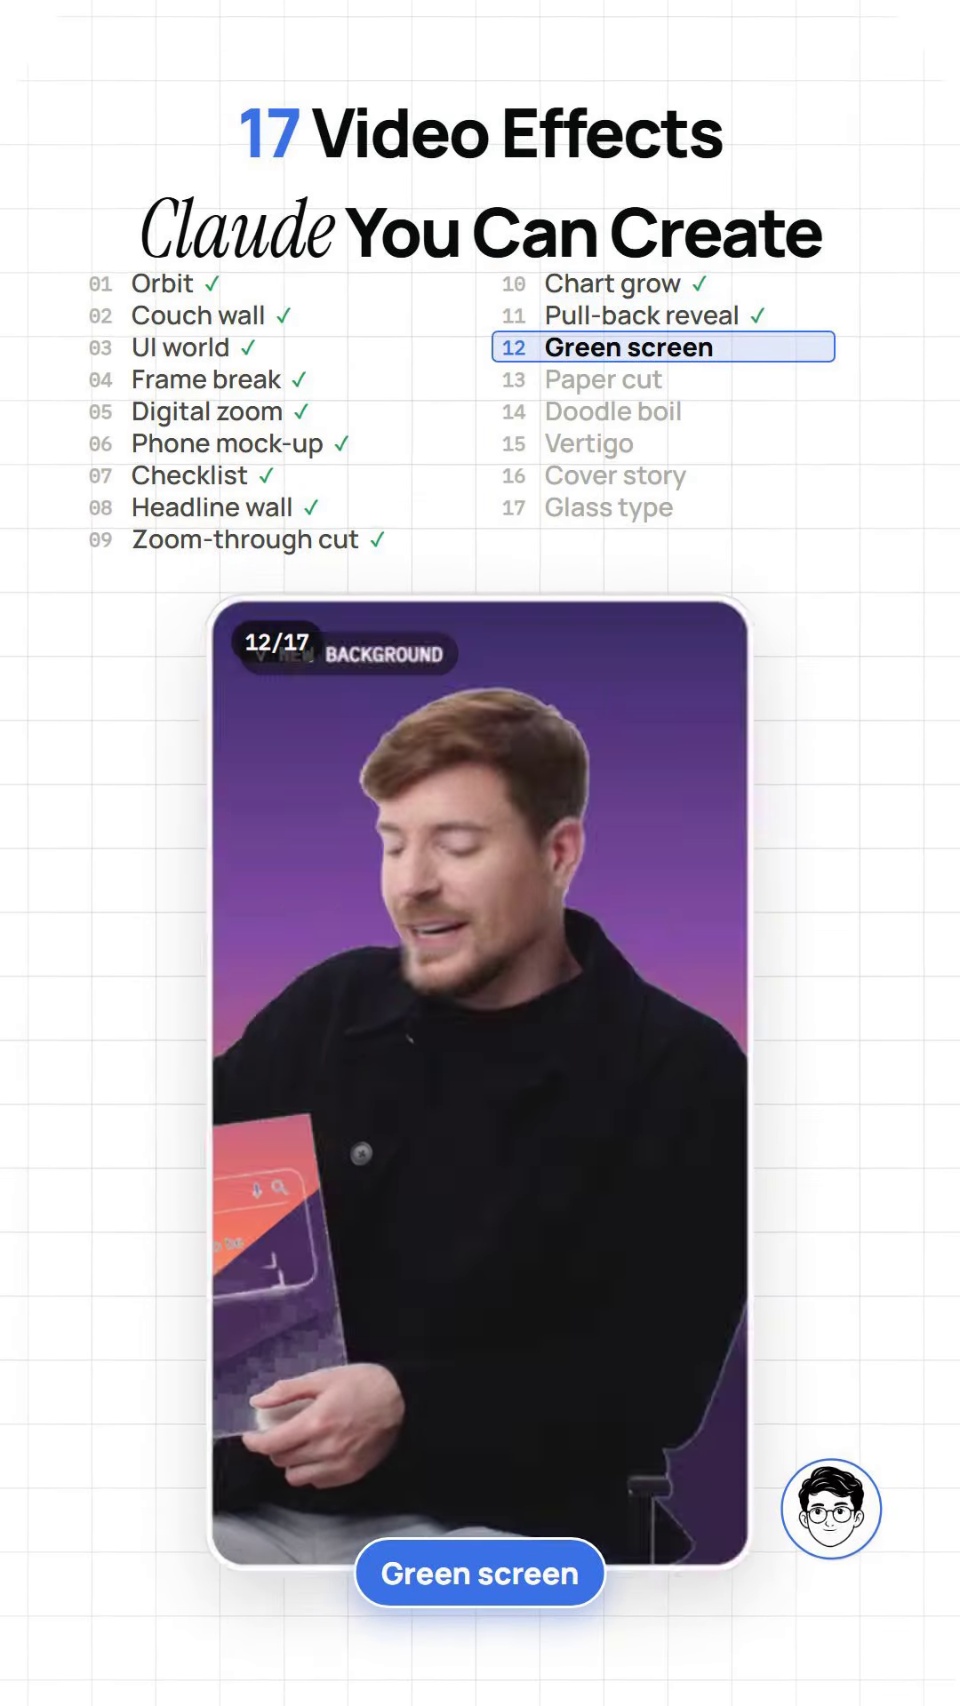 17 Video Effects
Claude You Can Create
01 Orbit ✓
02 Couch wall ✓
03 UI world ✓
04 Frame break ✓
05 Digital zoom ✓
06 Phone mock-up ✓
07 Checklist ✓
08 Headline wall ✓
09 Zoom-through cut ✓
10 Chart grow ✓
11 Pull-back reveal ✓
12 Green screen
13 Paper cut
14 Doodle boil
15 Vertigo
16 Cover story
17 Glass type
12/17
NEW BACKGROUND
Green screen